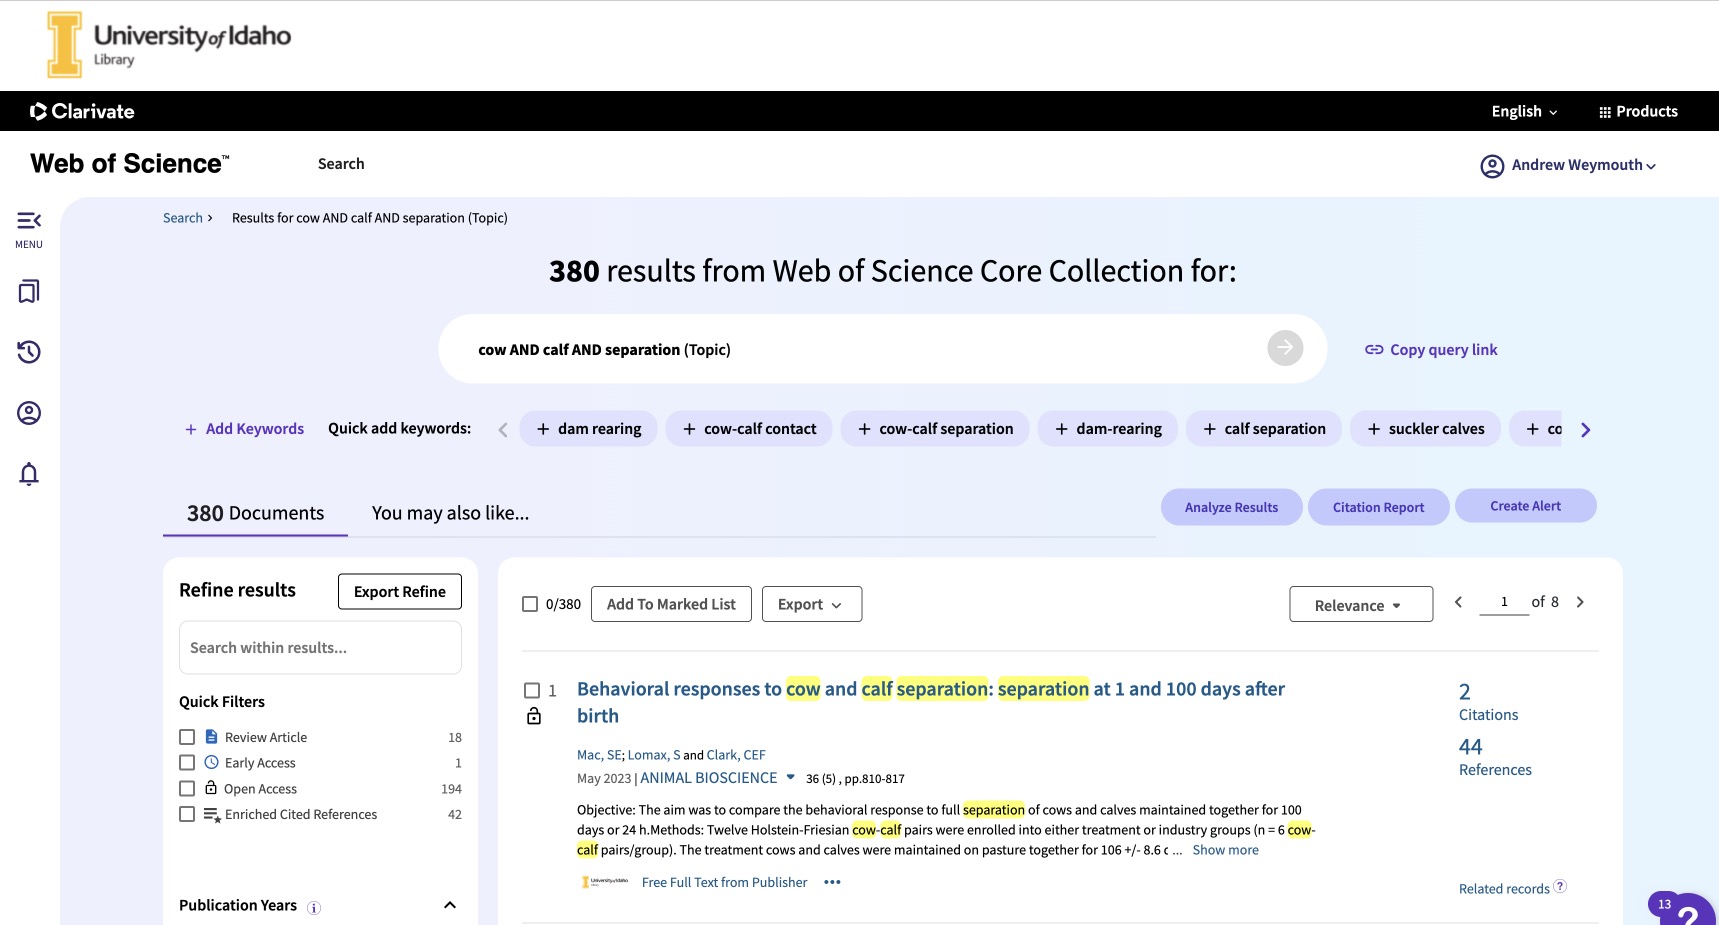 University of Idaho
Library
Clarivate
English
Products
Web of Science™
Search
Andrew Weymouth
MENU
Search > Results for cow AND calf AND separation (Topic)
380 results from Web of Science Core Collection for:
cow AND calf AND separation (Topic)
Copy query link
+ Add Keywords
Quick add keywords:
+ dam rearing
+ cow-calf contact
+ cow-calf separation
+ dam-rearing
+ calf separation
+ suckler calves
+ co
380 Documents
You may also like...
Analyze Results
Citation Report
Create Alert
Refine results
Export Refine
Search within results...
Quick Filters
Review Article 18
Early Access 1
Open Access 194
Enriched Cited References 42
Publication Years
0/380
Add To Marked List
Export
Relevance
1 of 8
1
Behavioral responses to cow and calf separation: separation at 1 and 100 days after
birth
Mac, SE; Lomax, S and Clark, CEF
May 2023 | ANIMAL BIOSCIENCE 36 (5) , pp.810-817
Objective: The aim was to compare the behavioral response to full separation of cows and calves maintained together for 100
days or 24 h.Methods: Twelve Holstein-Friesian cow-calf pairs were enrolled into either treatment or industry groups (n = 6 cow-
calf pairs/group). The treatment cows and calves were maintained on pasture together for 106 +/- 8.6 c ... Show more
University of Idaho
Free Full Text from Publisher
2
Citations
44
References
Related records ?
13
?